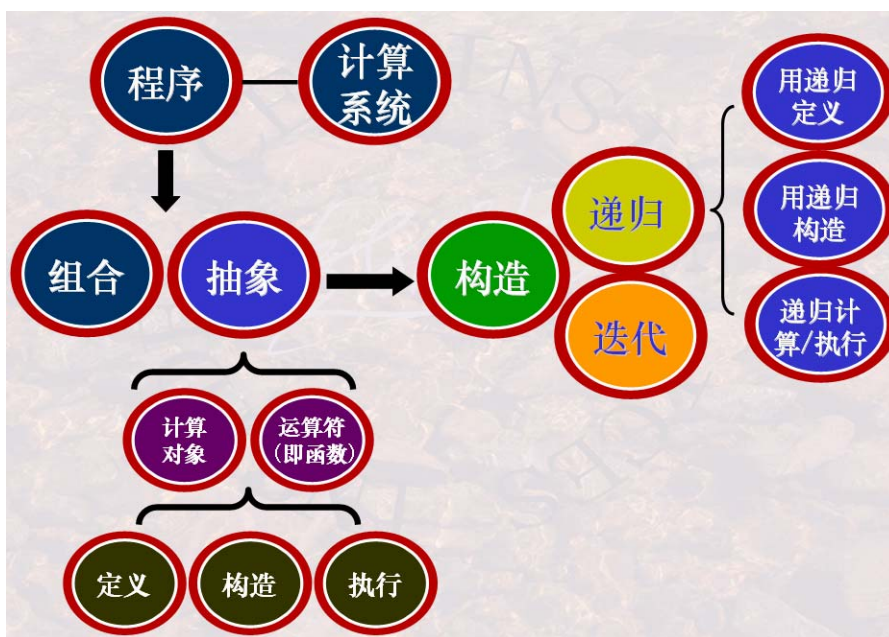 程序
计算
系统
用递归
定义
递归
用递归
构造
组合
抽象
构造
迭代
递归计
算/执行
计算
对象
运算符
(即函数)
定义
构造
执行